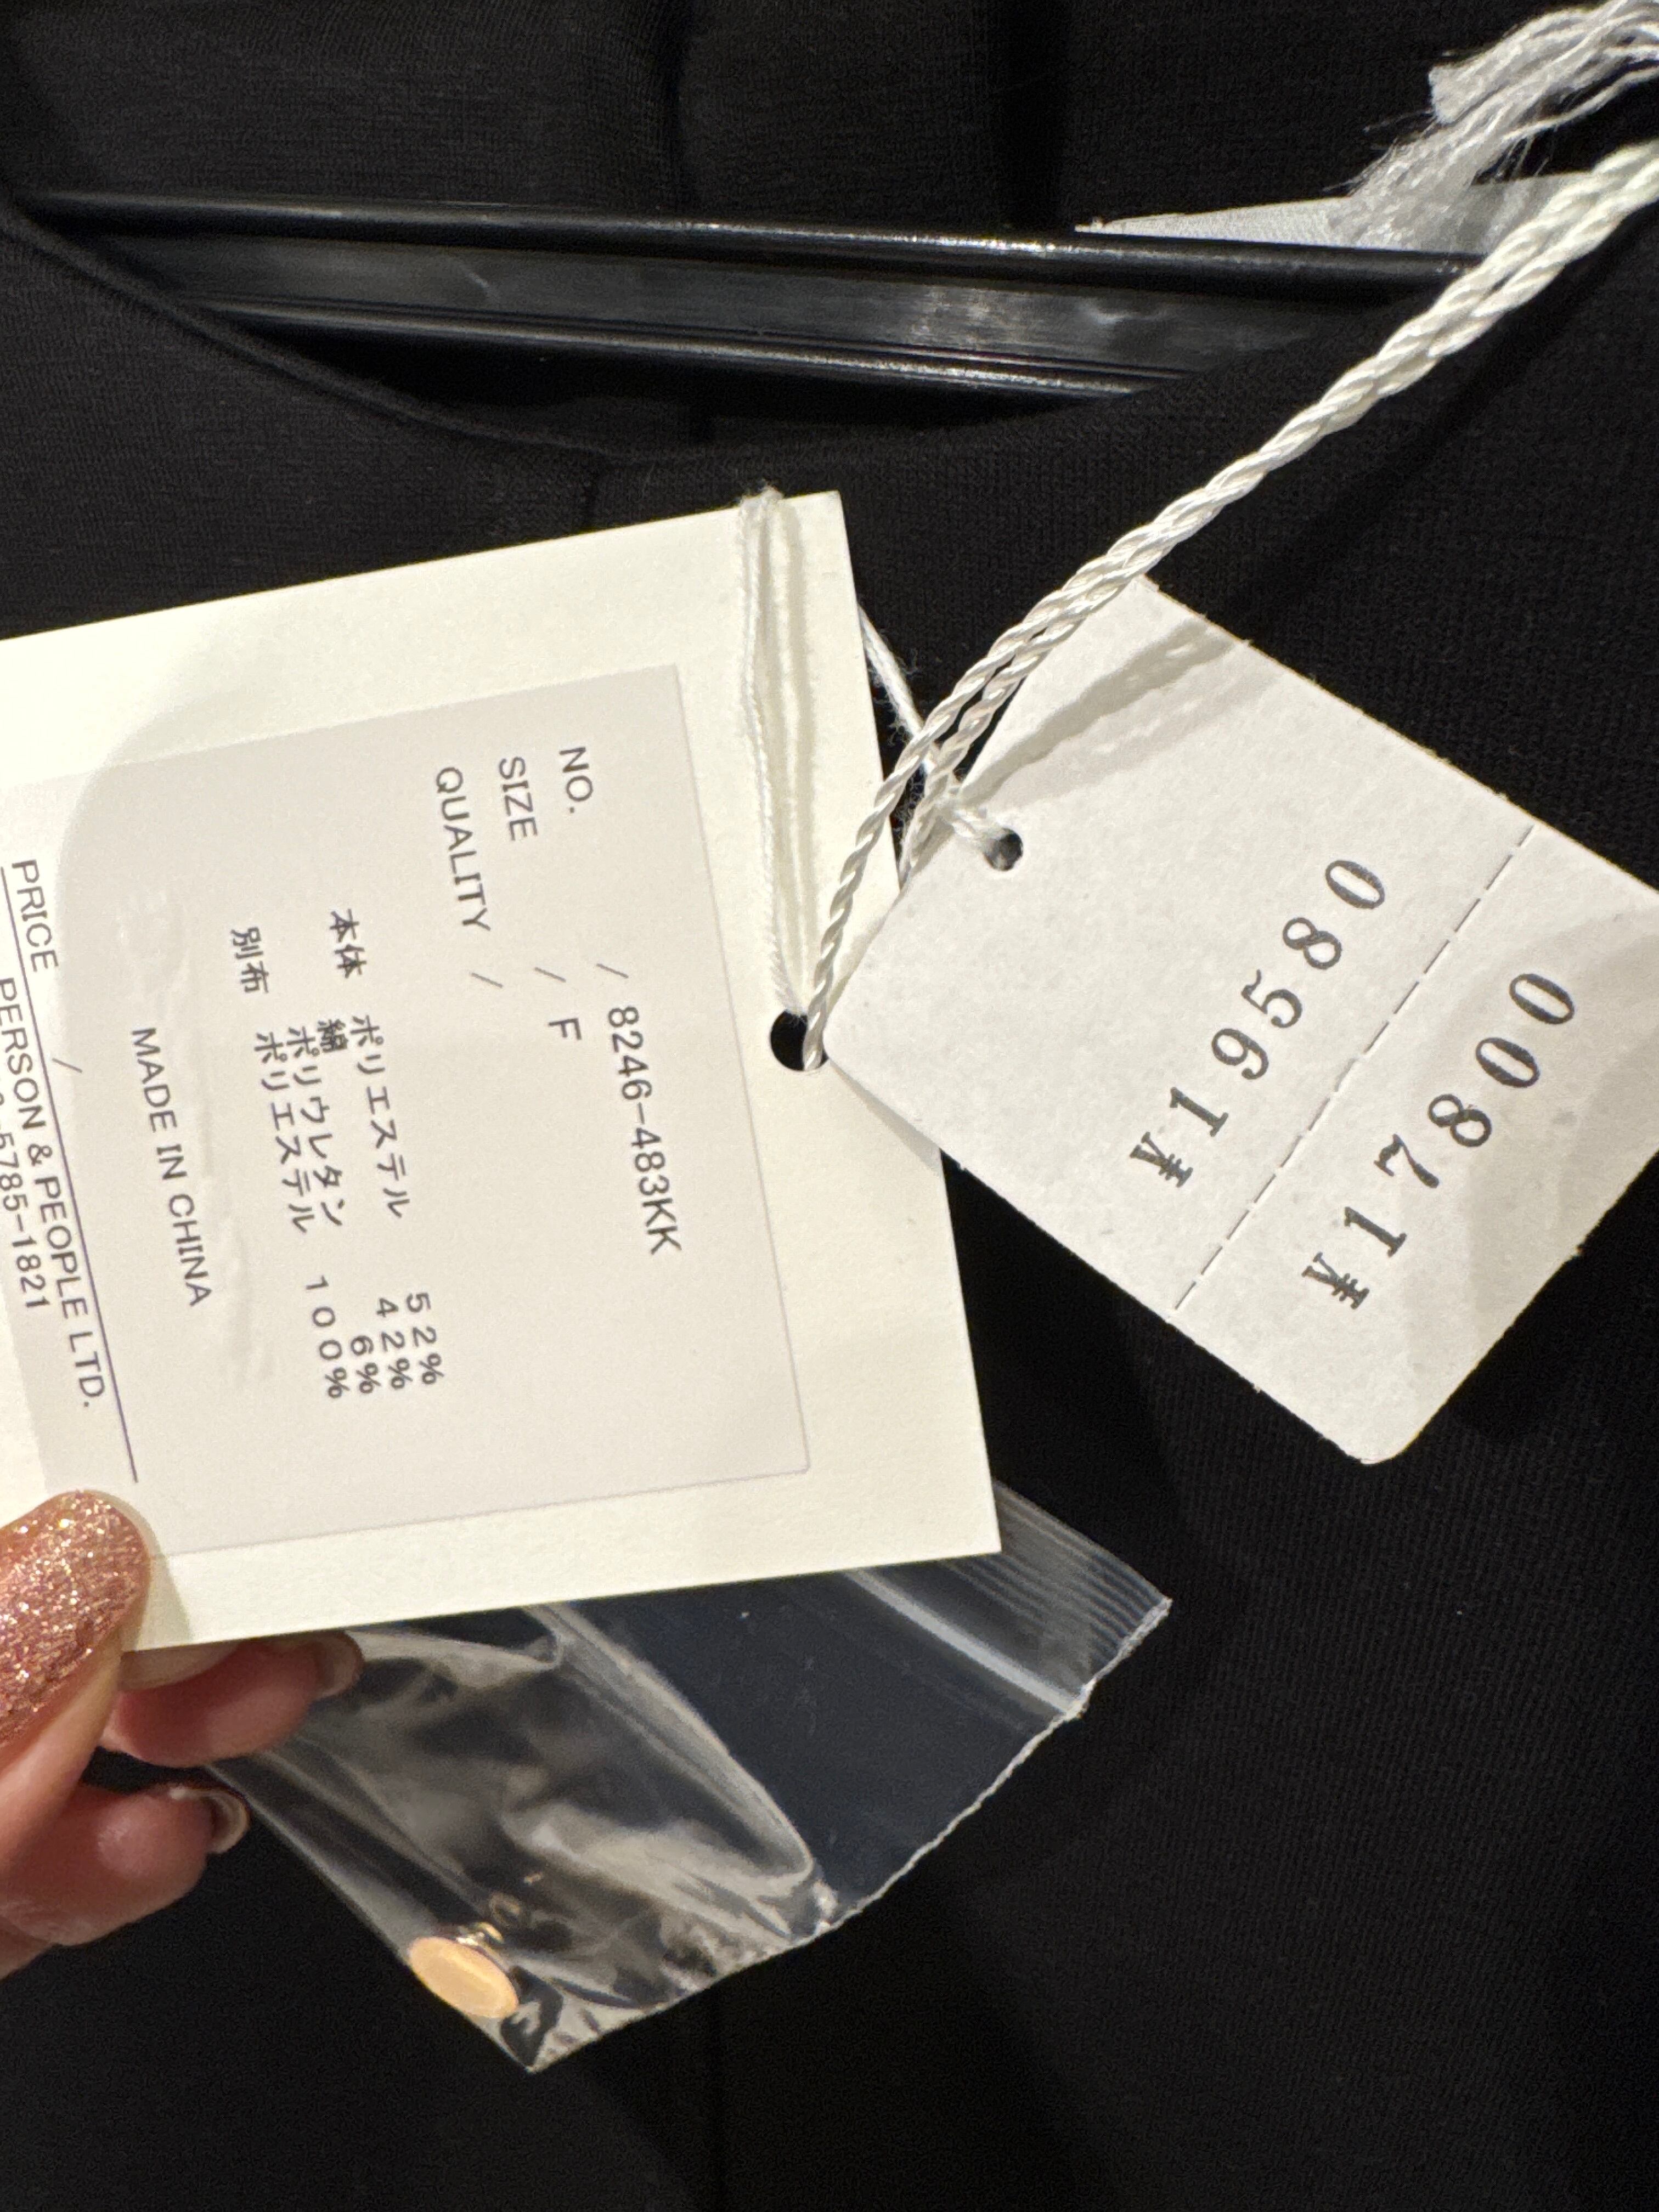 NO. / 8246-483KK
SIZE / F
QUALITY /
本体 ポリエステル 52%
綿 42%
ポリウレタン 6%
別布 ポリエステル 100%
MADE IN CHINA
PRICE /
PERSON & PEOPLE LTD.
5785-1821
¥19580
¥17800